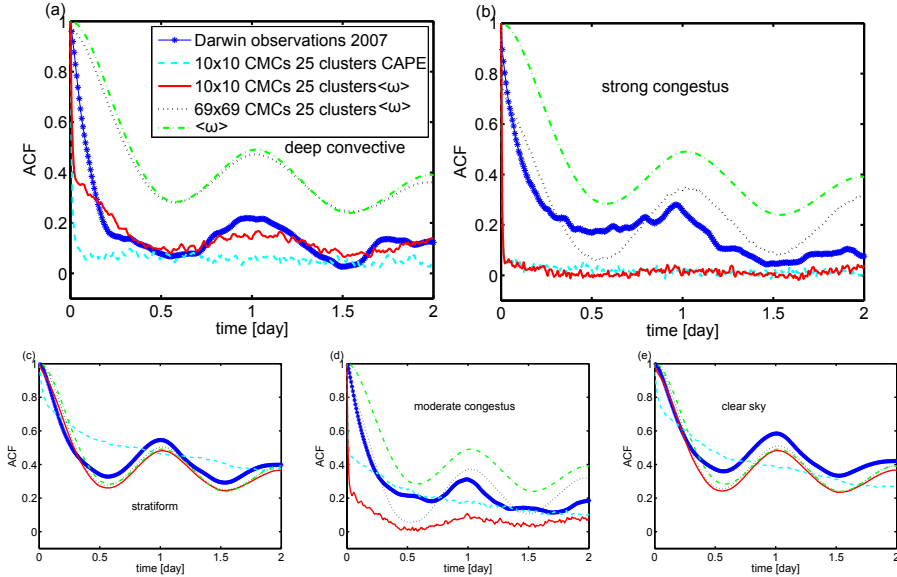 (a)
ACF
1
0.8
0.6
0.4
0.2
0
0
0.5
1
1.5
2
time [day]
Darwin observations 2007
10x10 CMCs 25 clusters CAPE
10x10 CMCs 25 clusters <ω>
69x69 CMCs 25 clusters <ω>
<ω>
deep convective
(b)
ACF
1
0.8
0.6
0.4
0.2
0
0
0.5
1
1.5
2
time [day]
strong congestus
(c)
ACF
1
0.8
0.6
0.4
0.2
0
0
0.5
1
1.5
2
time [day]
stratiform
(d)
ACF
1
0.8
0.6
0.4
0.2
0
0
0.5
1
1.5
2
time [day]
moderate congestus
(e)
ACF
1
0.8
0.6
0.4
0.2
0
0
0.5
1
1.5
2
time [day]
clear sky